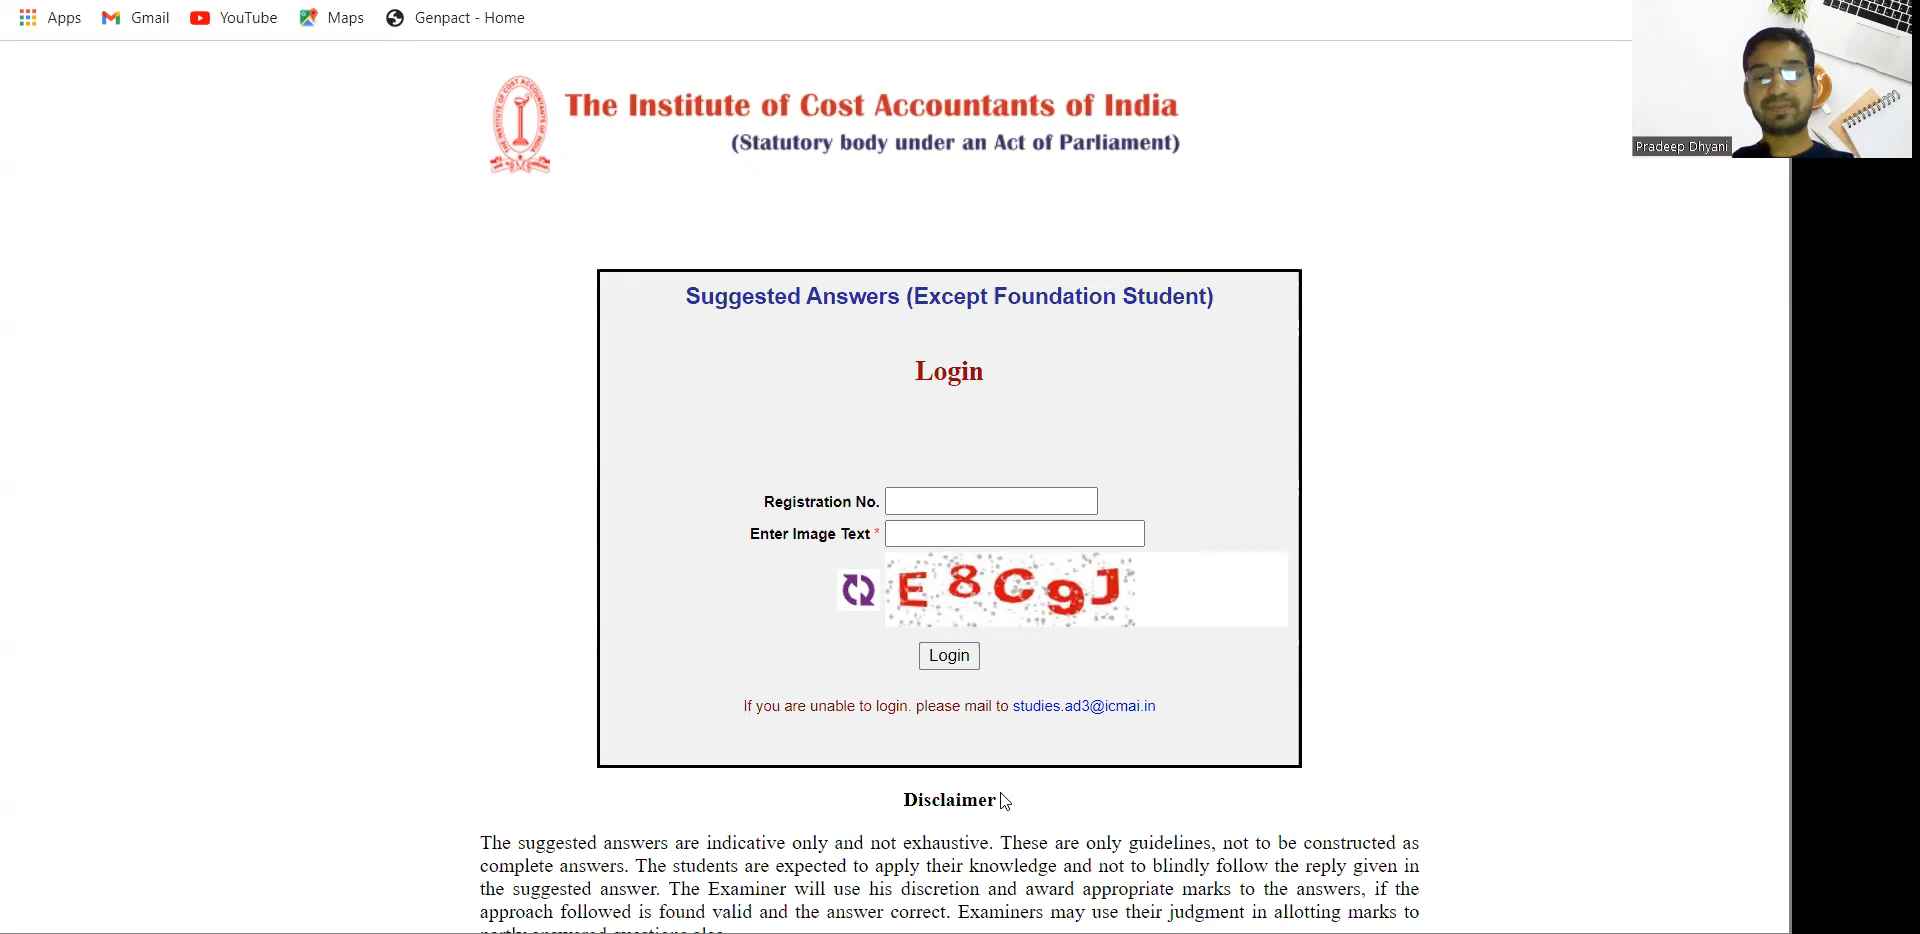 Apps Gmail YouTube Maps Genpact - Home
The Institute of Cost Accountants of India
(Statutory body under an Act of Parliament)
Pradeep Dhyani
Suggested Answers (Except Foundation Student)
Login
Registration No.
Enter Image Text *
E8C9J
Login
If you are unable to login. please mail to studies.ad3@icmai.in
Disclaimer
The suggested answers are indicative only and not exhaustive. These are only guidelines, not to be constructed as
complete answers. The students are expected to apply their knowledge and not to blindly follow the reply given in
the suggested answer. The Examiner will use his discretion and award appropriate marks to the answers, if the
approach followed is found valid and the answer correct. Examiners may use their judgment in allotting marks to